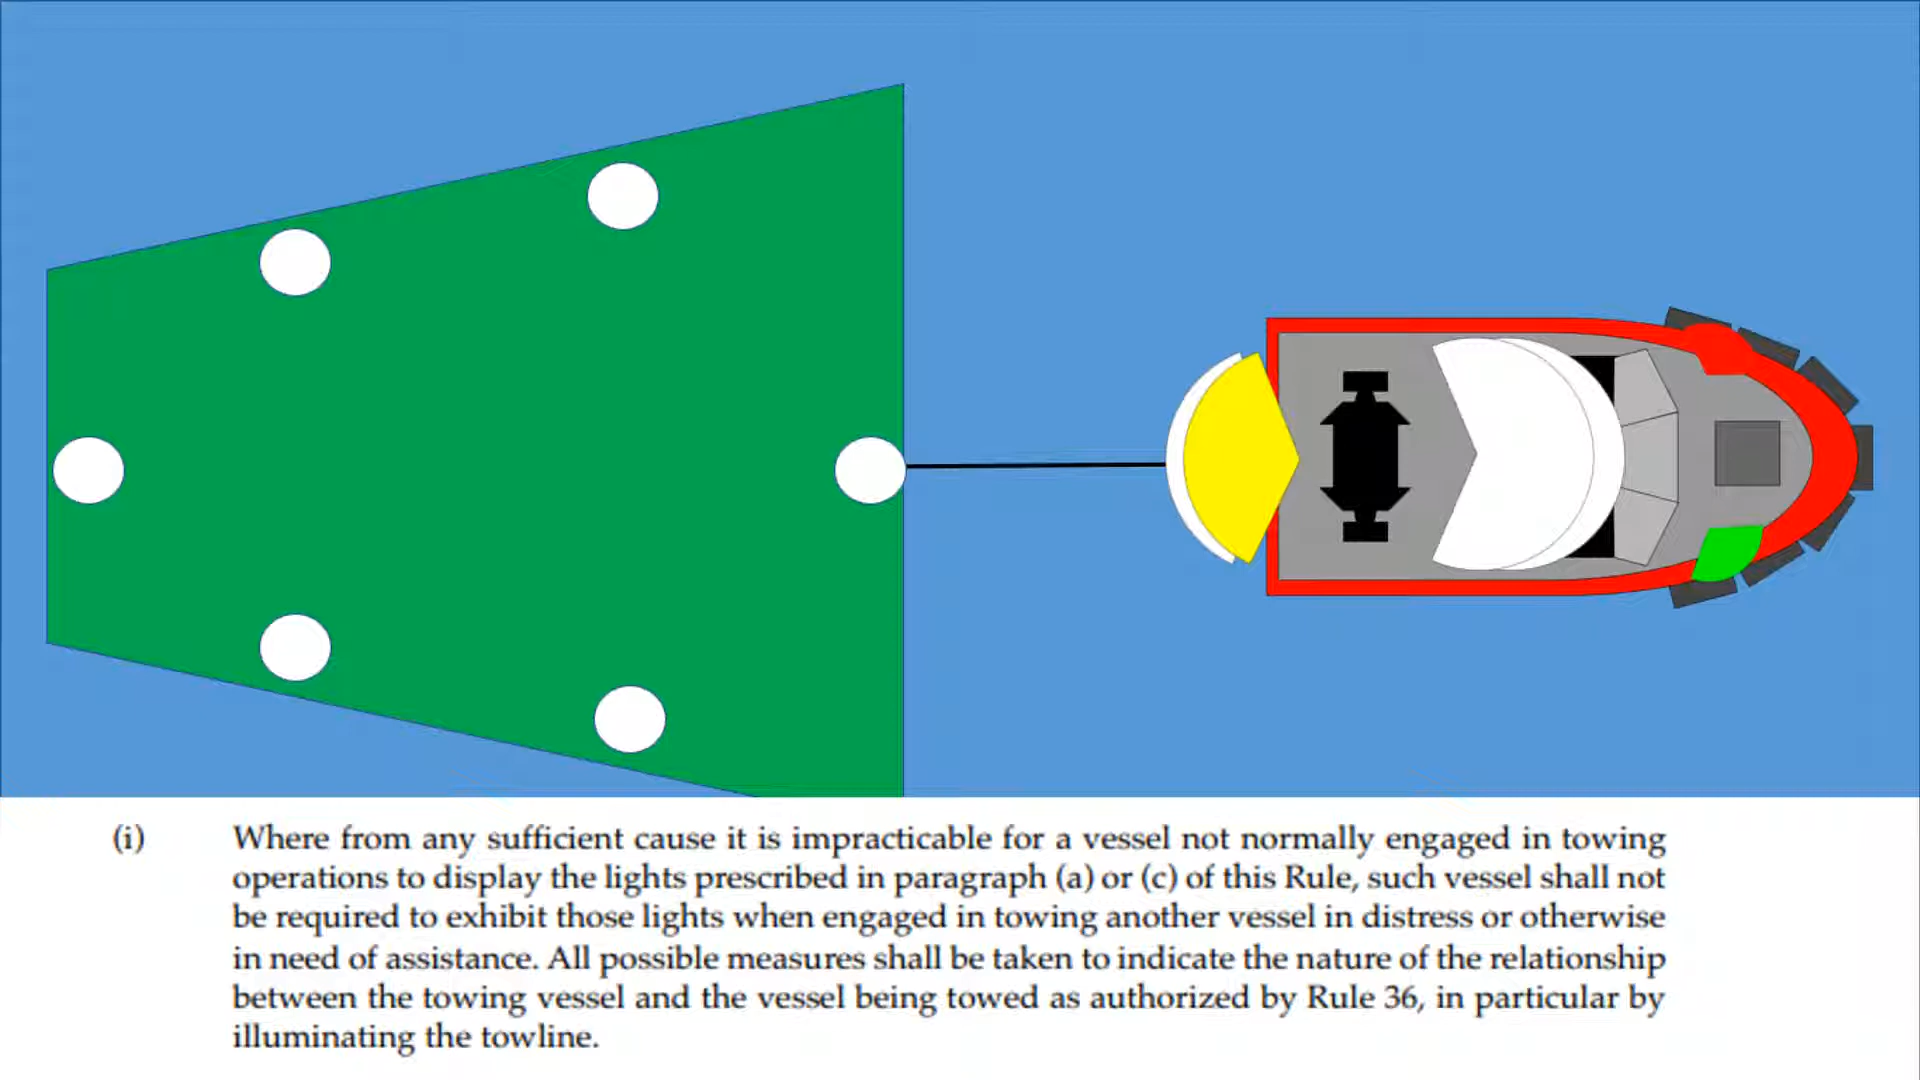 (i) Where from any sufficient cause it is impracticable for a vessel not normally engaged in towing
operations to display the lights prescribed in paragraph (a) or (c) of this Rule, such vessel shall not
be required to exhibit those lights when engaged in towing another vessel in distress or otherwise
in need of assistance. All possible measures shall be taken to indicate the nature of the relationship
between the towing vessel and the vessel being towed as authorized by Rule 36, in particular by
illuminating the towline.